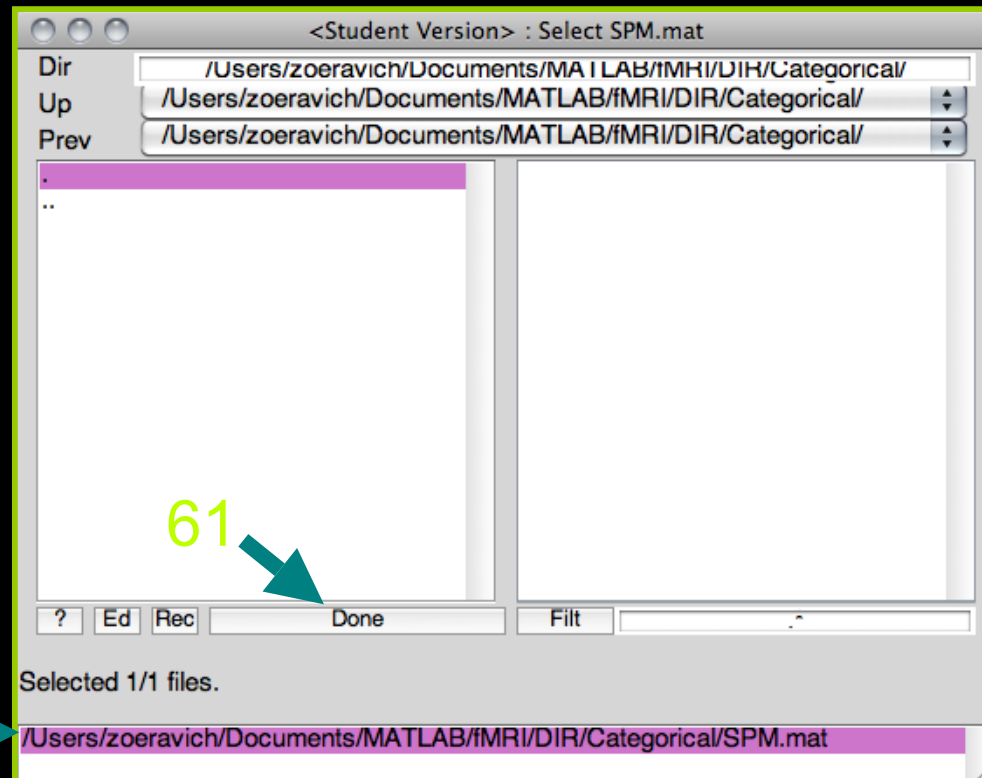 <Student Version> : Select SPM.mat
Dir /Users/zoeravich/Documents/MATLAB/fMRI/DIR/Categorical/
Up /Users/zoeravich/Documents/MATLAB/fMRI/DIR/Categorical/
Prev /Users/zoeravich/Documents/MATLAB/fMRI/DIR/Categorical/
.
..
61
? Ed Rec Done Filt
Selected 1/1 files.
/Users/zoeravich/Documents/MATLAB/fMRI/DIR/Categorical/SPM.mat